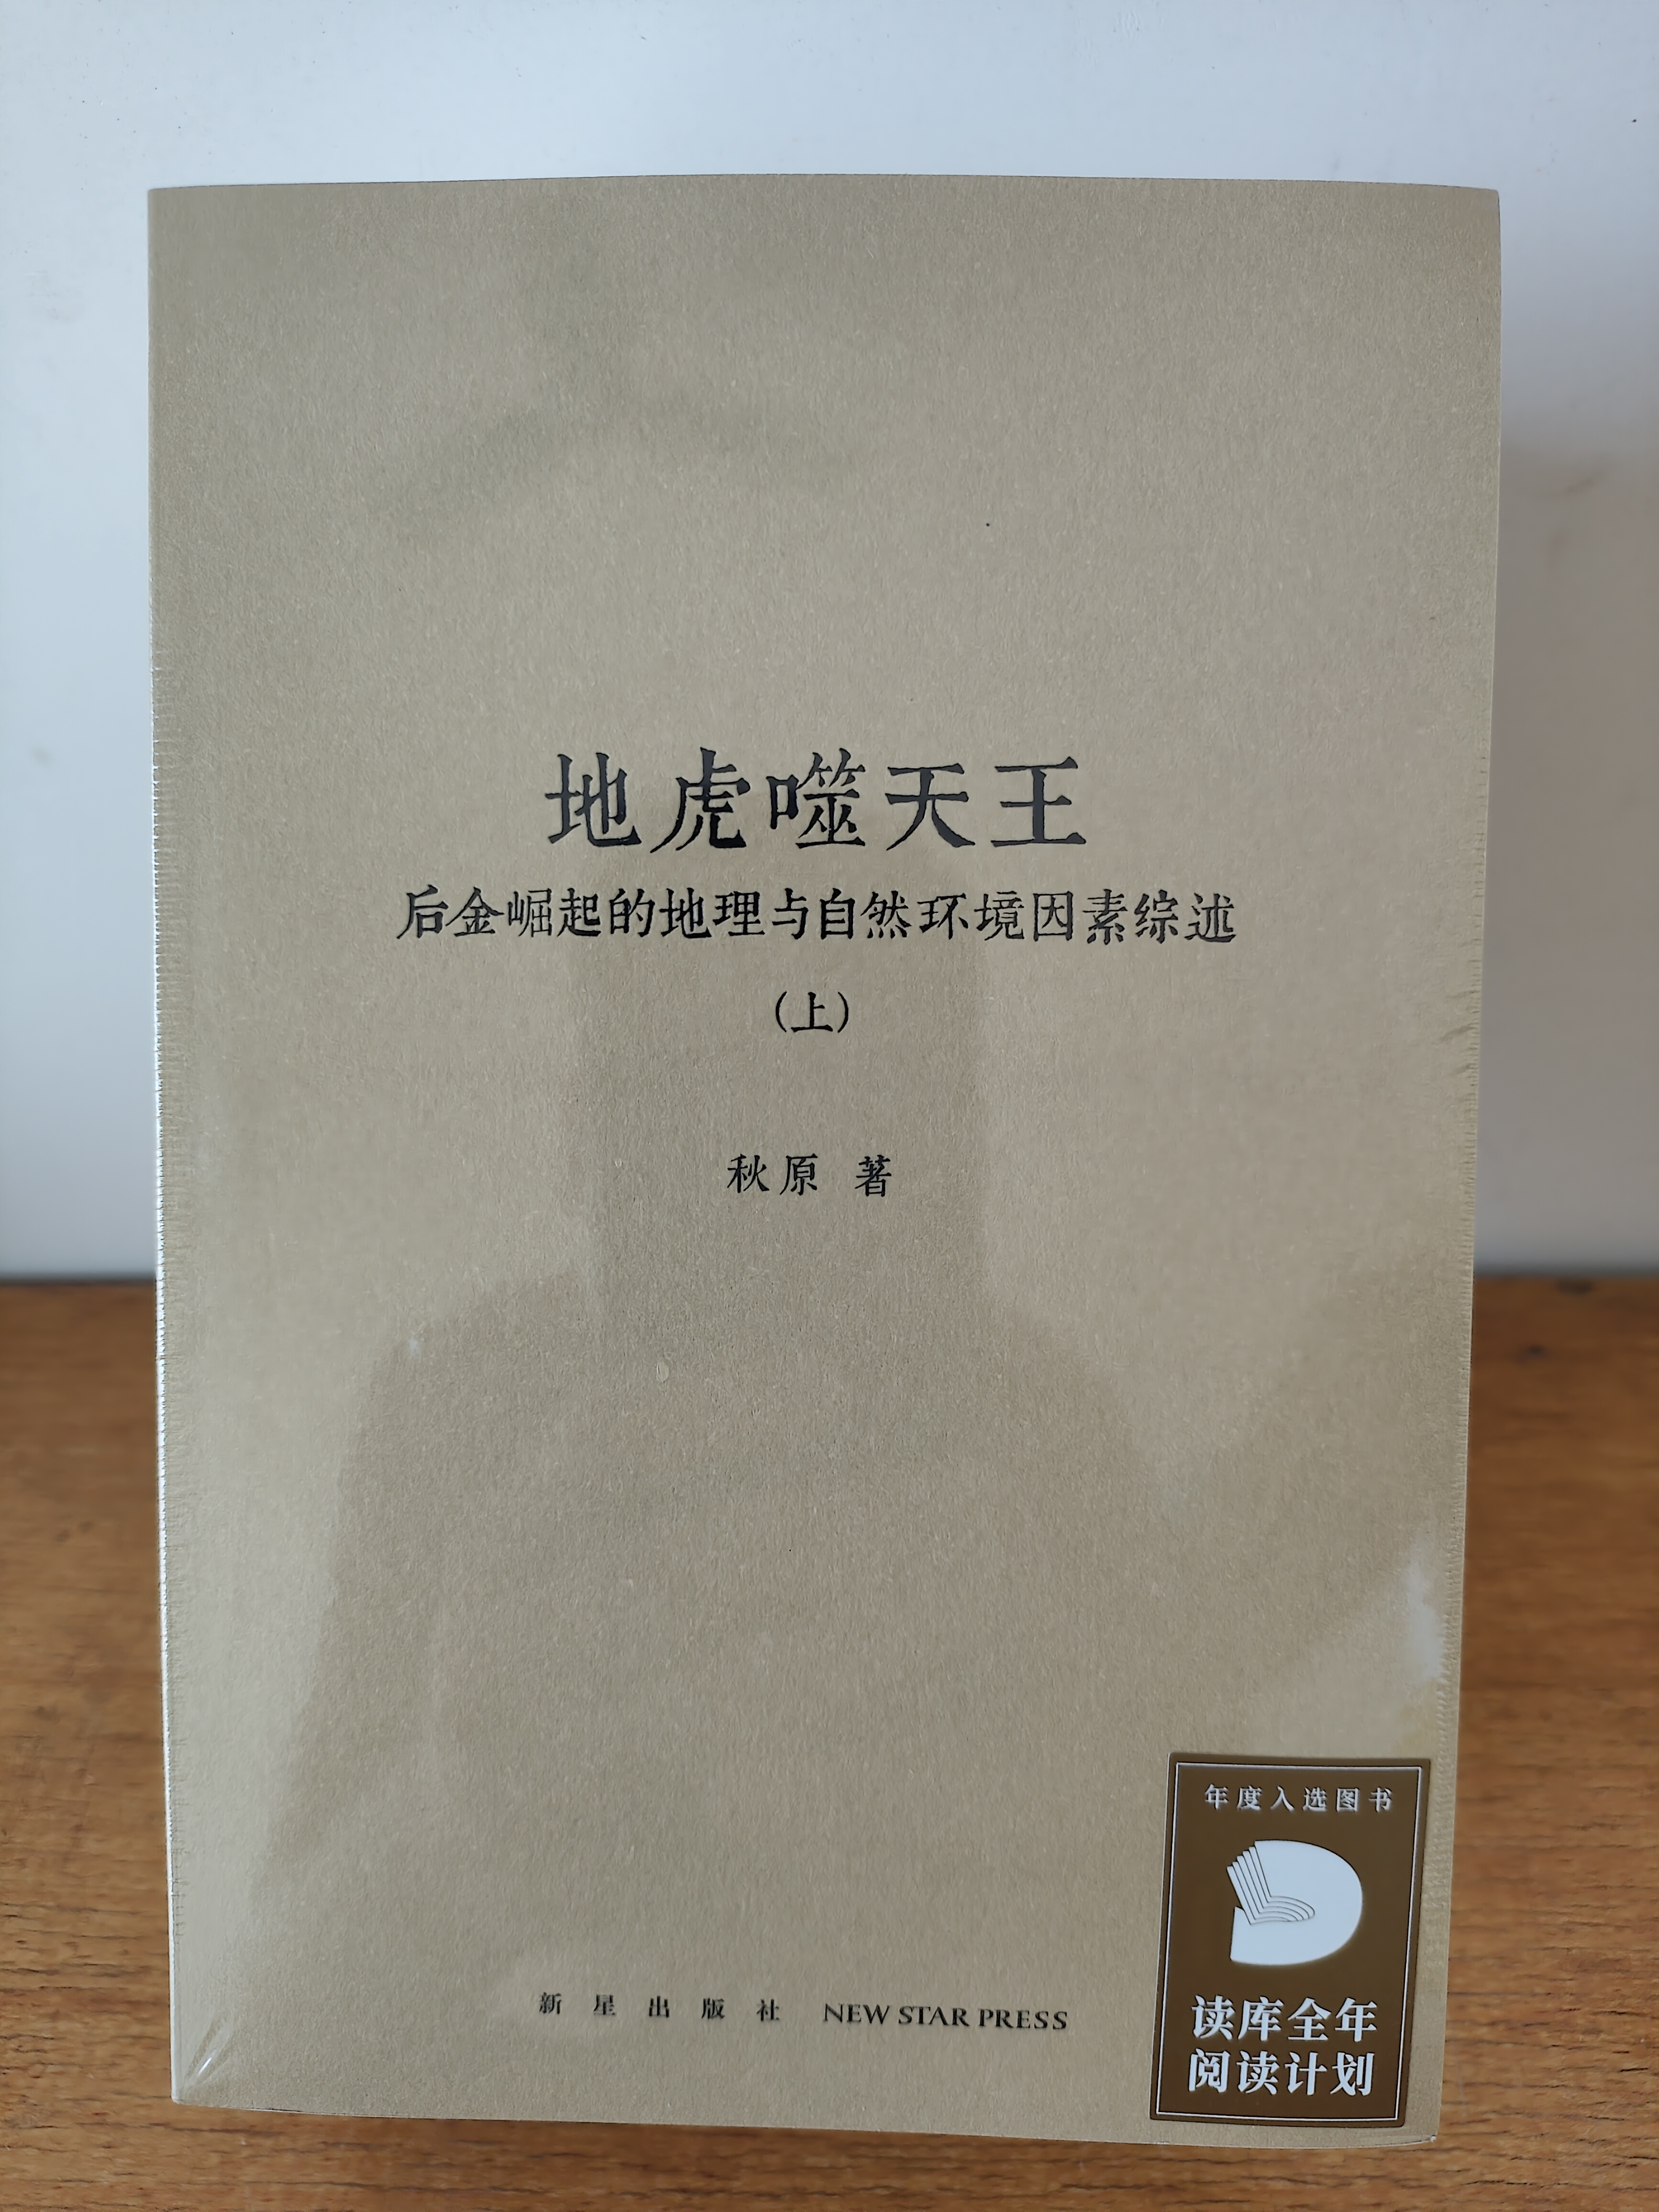 地虎噬天王
后金崛起的地理与自然环境因素综述
（上）
秋原 著
新星出版社 NEW STAR PRESS
年度入选图书
读库全年
阅读计划